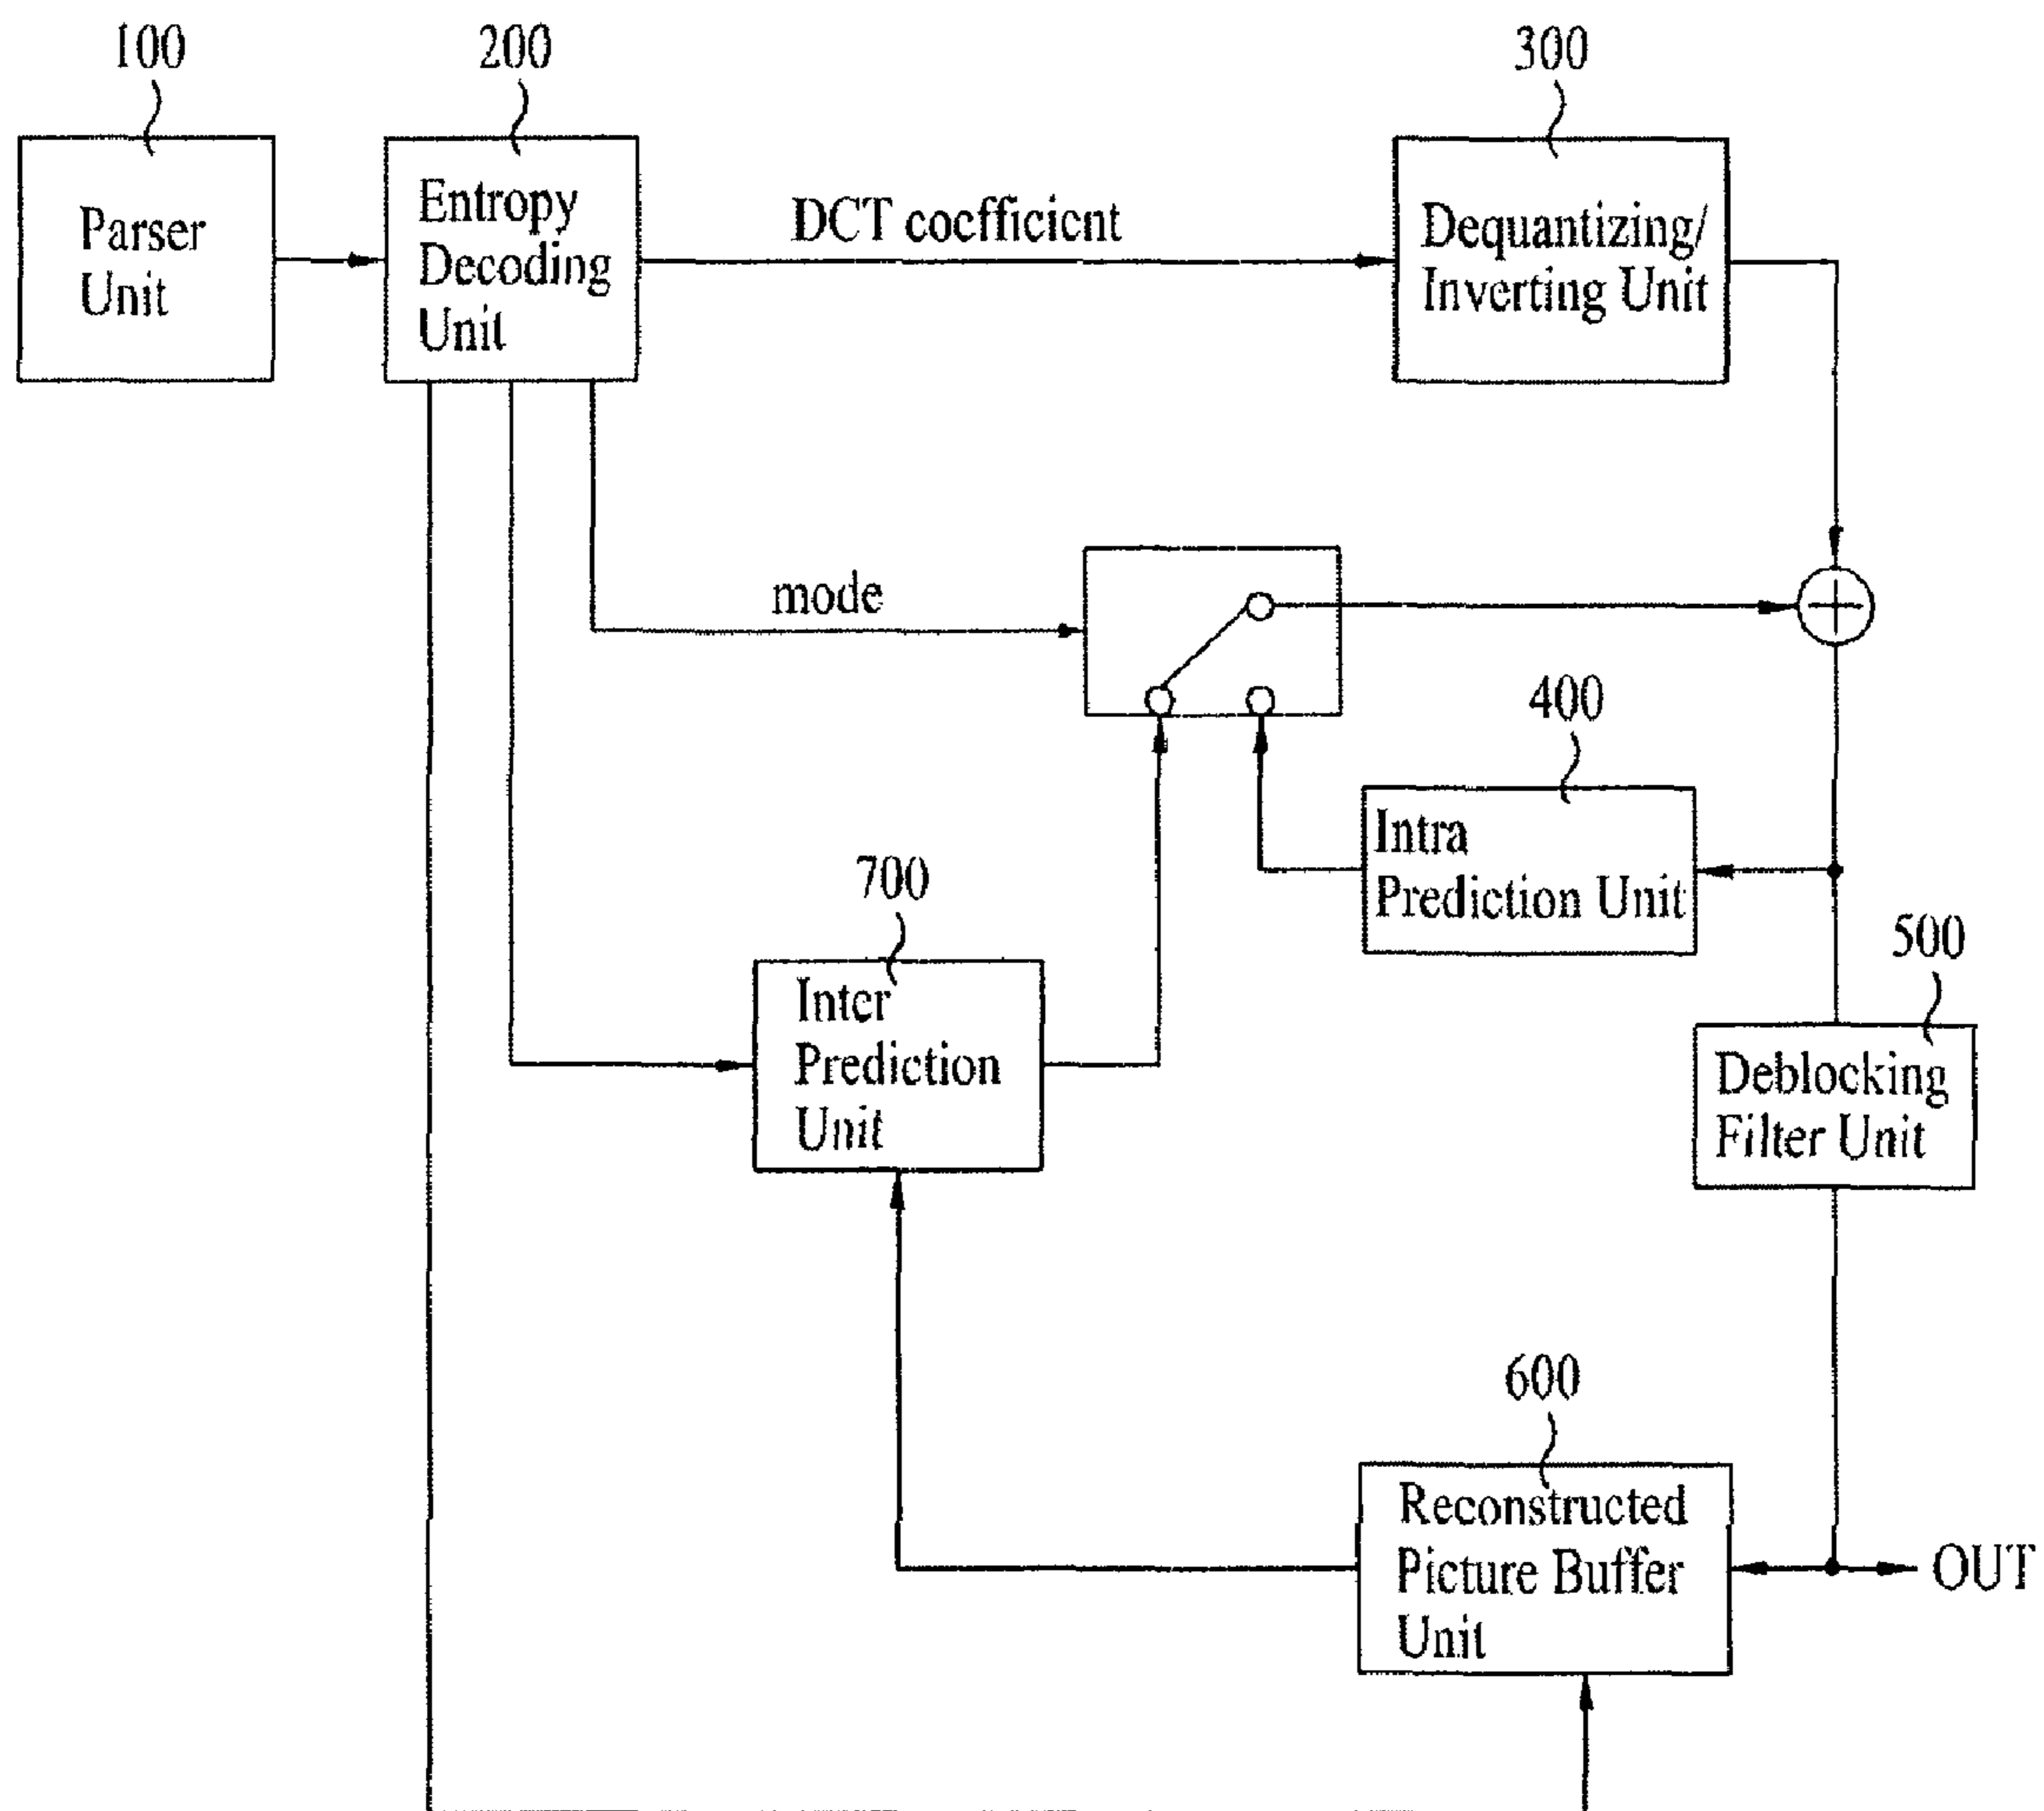 100
200
300
Parser
Unit
Entropy
Decoding
Unit
DCT coefficient
Dequantizing/
Inverting Unit
mode
400
Intra
Prediction Unit
700
Inter
Prediction
Unit
500
Deblocking
Filter Unit
600
Reconstructed
Picture Buffer
Unit
OUT